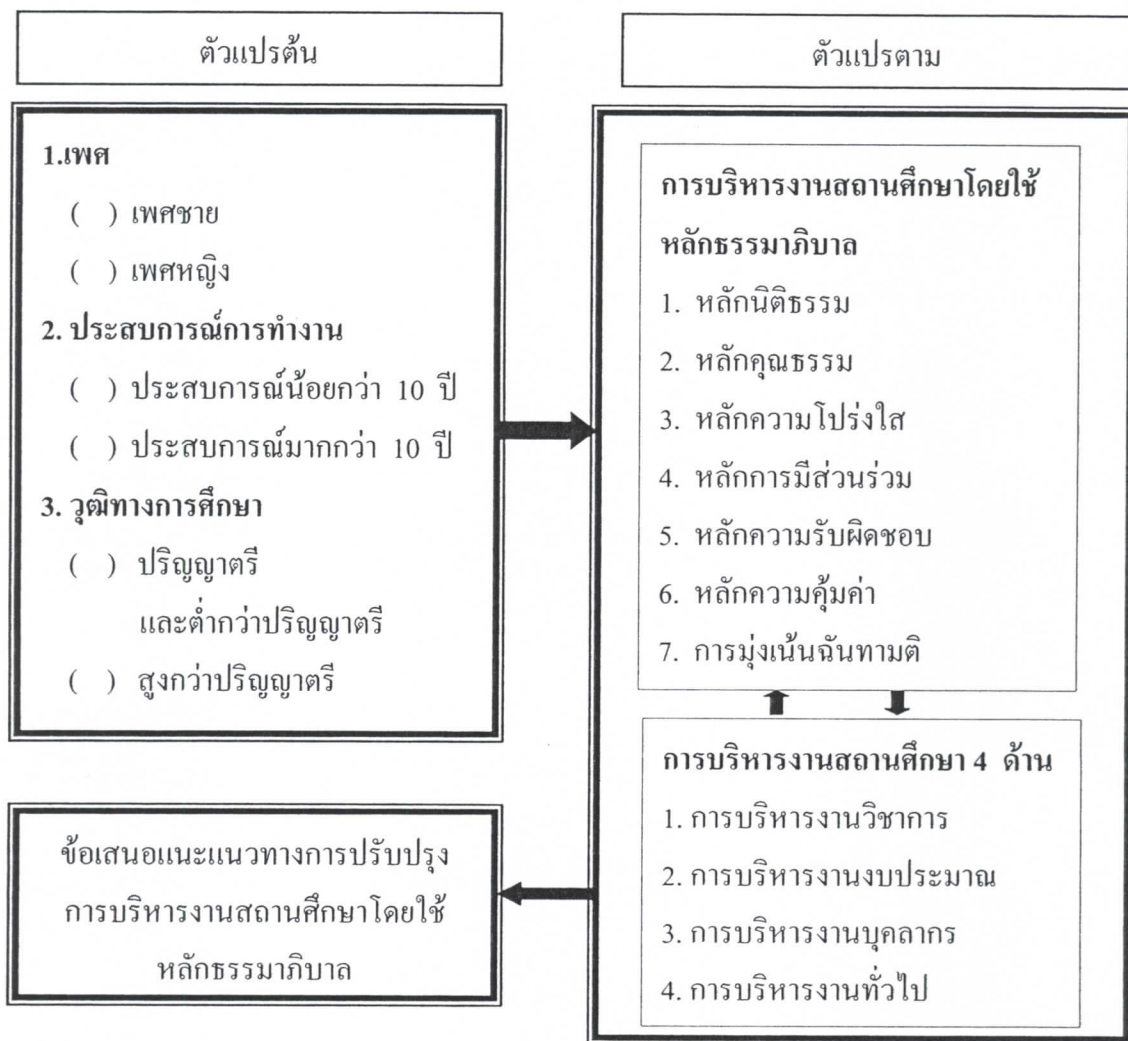 ตัวแปรต้น
1.เพศ
( ) เพศชาย
( ) เพศหญิง
2. ประสบการณ์การทำงาน
( ) ประสบการณ์น้อยกว่า 10 ปี
( ) ประสบการณ์มากกว่า 10 ปี
3. วุฒิทางการศึกษา
( ) ปริญญาตรี
และต่ำกว่าปริญญาตรี
( ) สูงกว่าปริญญาตรี
ตัวแปรตาม
การบริหารงานสถานศึกษาโดยใช้
หลักธรรมาภิบาล
1. หลักนิติธรรม
2. หลักคุณธรรม
3. หลักความโปร่งใส
4. หลักการมีส่วนร่วม
5. หลักความรับผิดชอบ
6. หลักความคุ้มค่า
7. การมุ่งเน้นฉันทามติ
การบริหารงานสถานศึกษา 4 ด้าน
1. การบริหารงานวิชาการ
2. การบริหารงานงบประมาณ
3. การบริหารงานบุคลากร
4. การบริหารงานทั่วไป
ข้อเสนอแนะแนวทางการปรับปรุง
การบริหารงานสถานศึกษาโดยใช้
หลักธรรมาภิบาล